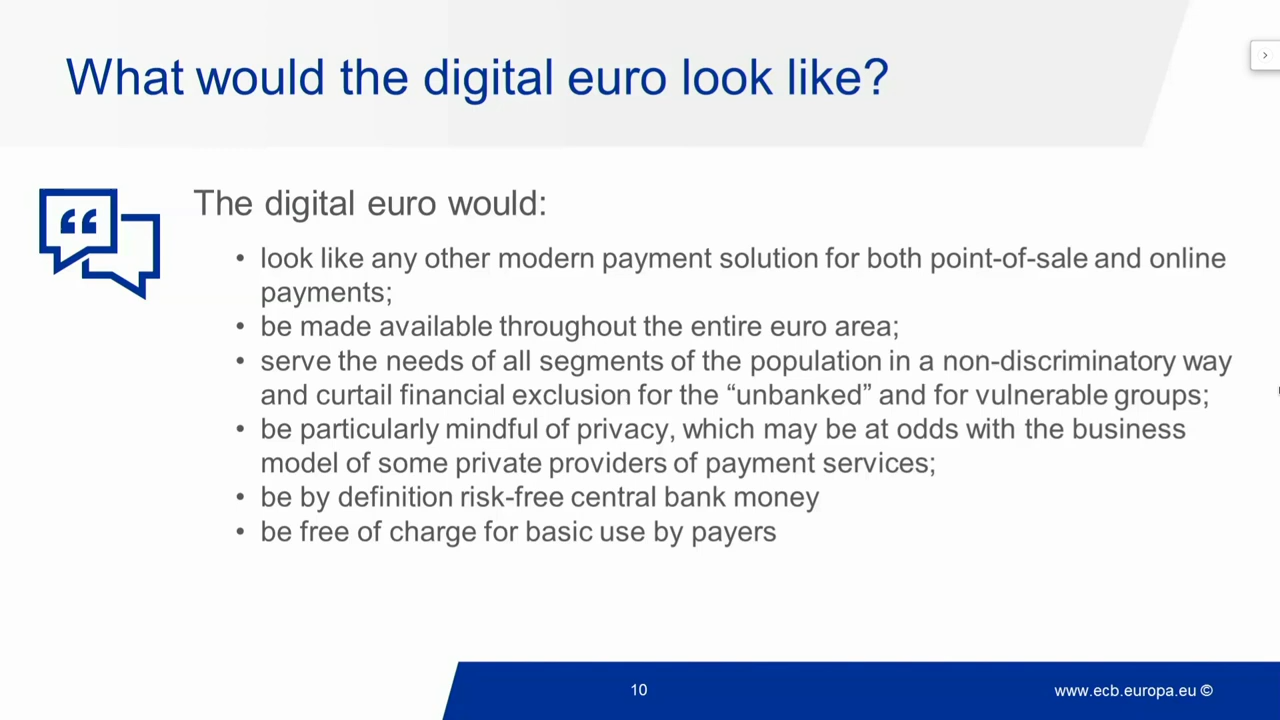 What would the digital euro look like?
The digital euro would:
• look like any other modern payment solution for both point-of-sale and online
payments;
• be made available throughout the entire euro area;
• serve the needs of all segments of the population in a non-discriminatory way
and curtail financial exclusion for the “unbanked” and for vulnerable groups;
• be particularly mindful of privacy, which may be at odds with the business
model of some private providers of payment services;
• be by definition risk-free central bank money
• be free of charge for basic use by payers
10
www.ecb.europa.eu ©